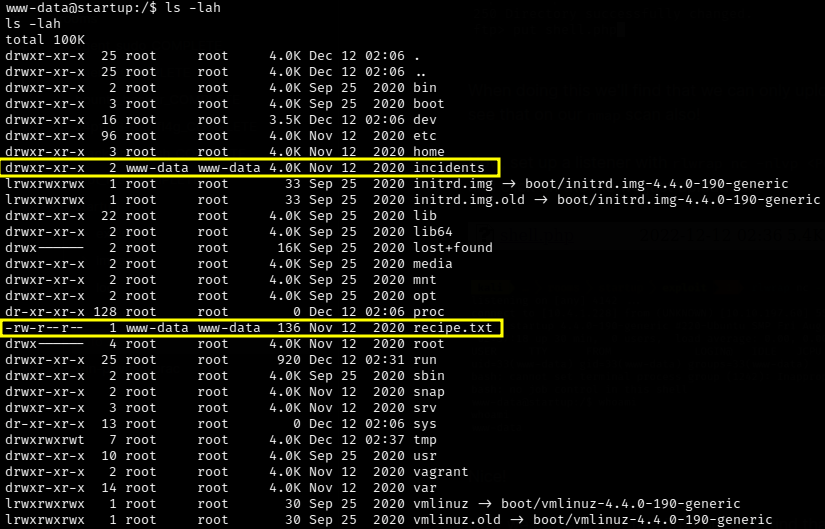 www-data@startup:/$ ls -lah
ls -lah
total 100K
drwxr-xr-x  25 root     root     4.0K Dec 12 02:06 .
drwxr-xr-x  25 root     root     4.0K Dec 12 02:06 ..
drwxr-xr-x   2 root     root     4.0K Sep 25  2020 bin
drwxr-xr-x   3 root     root     4.0K Sep 25  2020 boot
drwxr-xr-x  16 root     root     3.5K Dec 12 02:06 dev
drwxr-xr-x  96 root     root     4.0K Nov 12  2020 etc
drwxr-xr-x   3 root     root     4.0K Nov 12  2020 home
drwxr-xr-x   2 www-data www-data 4.0K Nov 12  2020 incidents
lrwxrwxrwx   1 root     root       33 Sep 25  2020 initrd.img -> boot/initrd.img-4.4.0-190-generic
lrwxrwxrwx   1 root     root       33 Sep 25  2020 initrd.img.old -> boot/initrd.img-4.4.0-190-generic
drwxr-xr-x  22 root     root     4.0K Sep 25  2020 lib
drwxr-xr-x   2 root     root     4.0K Sep 25  2020 lib64
drwx------   2 root     root      16K Sep 25  2020 lost+found
drwxr-xr-x   2 root     root     4.0K Sep 25  2020 media
drwxr-xr-x   2 root     root     4.0K Sep 25  2020 mnt
drwxr-xr-x   2 root     root     4.0K Sep 25  2020 opt
dr-xr-xr-x 128 root     root        0 Dec 12 02:06 proc
-rw-r--r--   1 www-data www-data  136 Nov 12  2020 recipe.txt
drwx------   4 root     root     4.0K Nov 12  2020 root
drwxr-xr-x  25 root     root      920 Dec 12 02:31 run
drwxr-xr-x   2 root     root     4.0K Sep 25  2020 sbin
drwxr-xr-x   2 root     root     4.0K Nov 12  2020 snap
drwxr-xr-x   3 root     root     4.0K Nov 12  2020 srv
dr-xr-xr-x  13 root     root        0 Dec 12 02:06 sys
drwxrwxrwt   7 root     root     4.0K Dec 12 02:37 tmp
drwxr-xr-x  10 root     root     4.0K Sep 25  2020 usr
drwxr-xr-x   2 root     root     4.0K Nov 12  2020 vagrant
drwxr-xr-x  14 root     root     4.0K Nov 12  2020 var
lrwxrwxrwx   1 root     root       30 Sep 25  2020 vmlinuz -> boot/vmlinuz-4.4.0-190-generic
lrwxrwxrwx   1 root     root       30 Sep 25  2020 vmlinuz.old -> boot/vmlinuz-4.4.0-190-generic